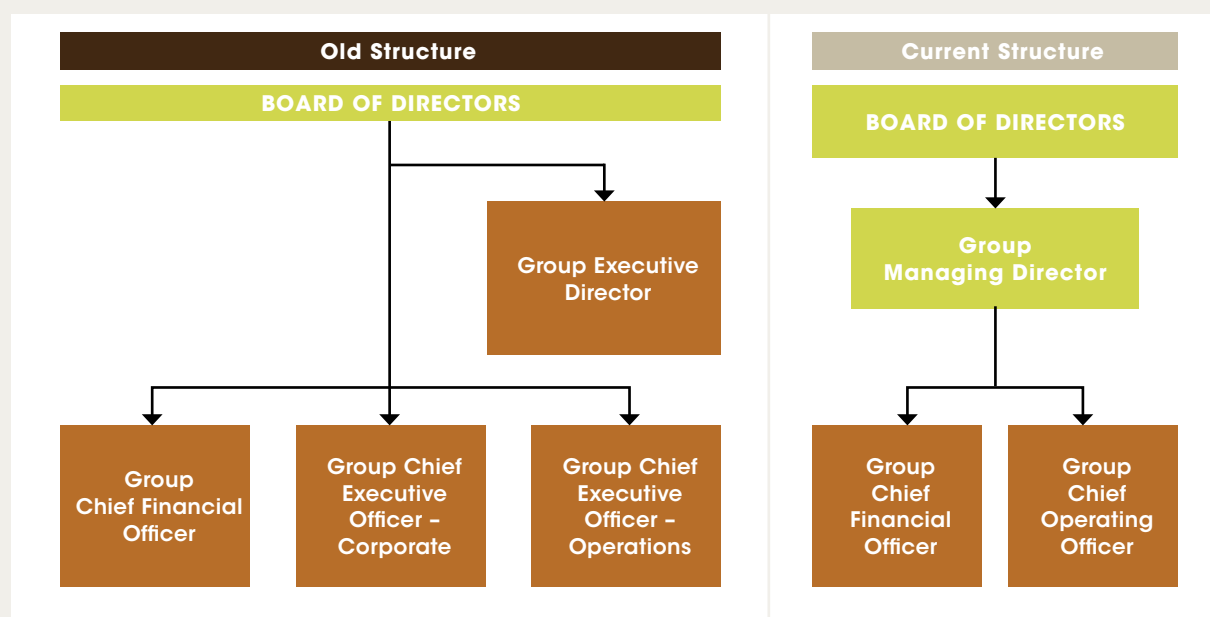 Old Structure
BOARD OF DIRECTORS
Group Executive
Director
Group
Chief Financial
Officer
Group Chief
Executive
Officer –
Corporate
Group Chief
Executive
Officer –
Operations
Current Structure
BOARD OF DIRECTORS
Group
Managing Director
Group
Chief
Financial
Officer
Group
Chief
Operating
Officer